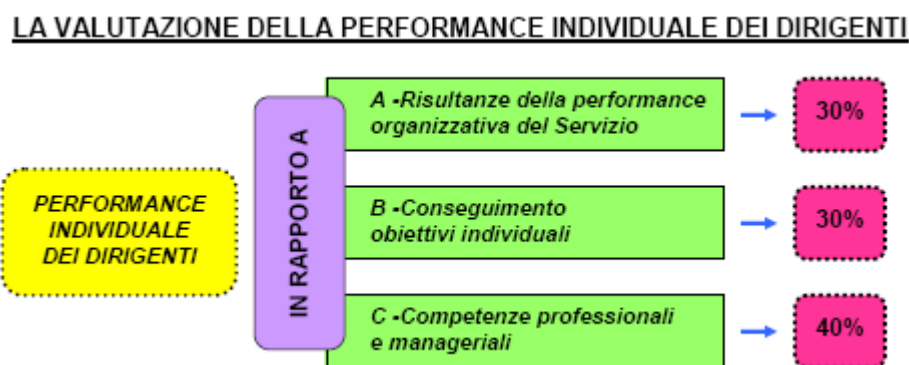 LA VALUTAZIONE DELLA PERFORMANCE INDIVIDUALE DEI DIRIGENTI
PERFORMANCE
INDIVIDUALE
DEI DIRIGENTI
IN RAPPORTO A
A -Risultanze della performance
organizzativa del Servizio
30%
B -Conseguimento
obiettivi individuali
30%
C -Competenze professionali
e manageriali
40%